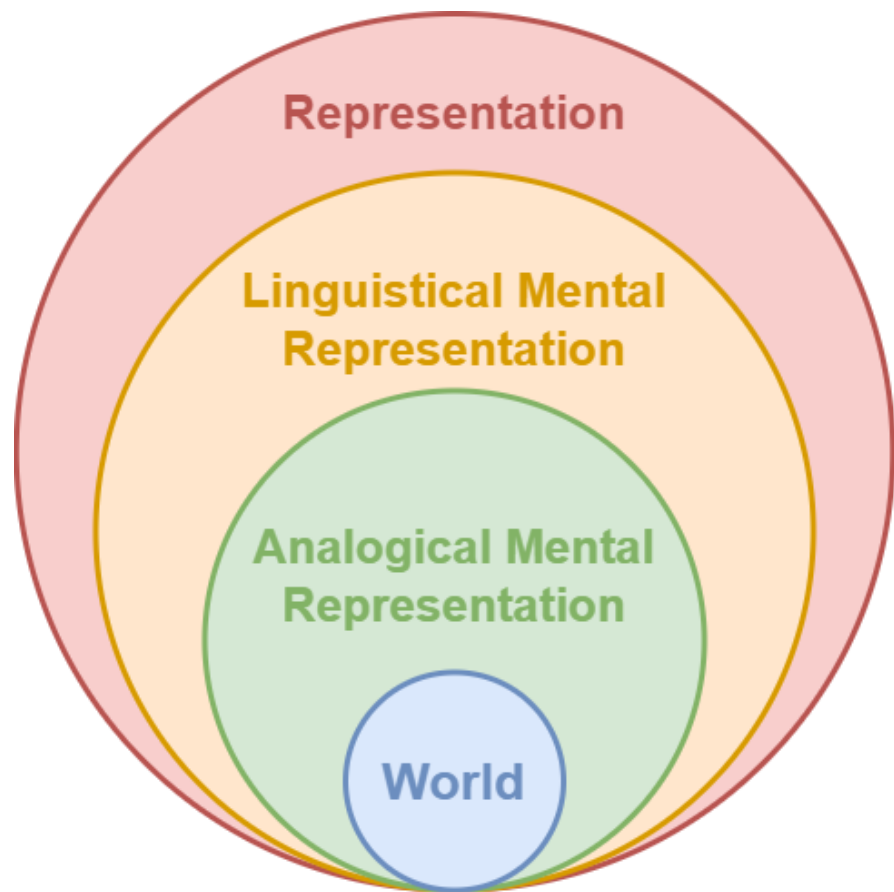 Representation
Linguistical Mental
Representation
Analogical Mental
Representation
World